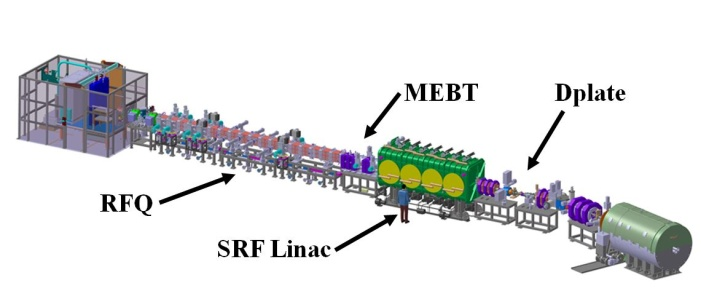 MEBT
Dplate
RFQ
SRF Linac